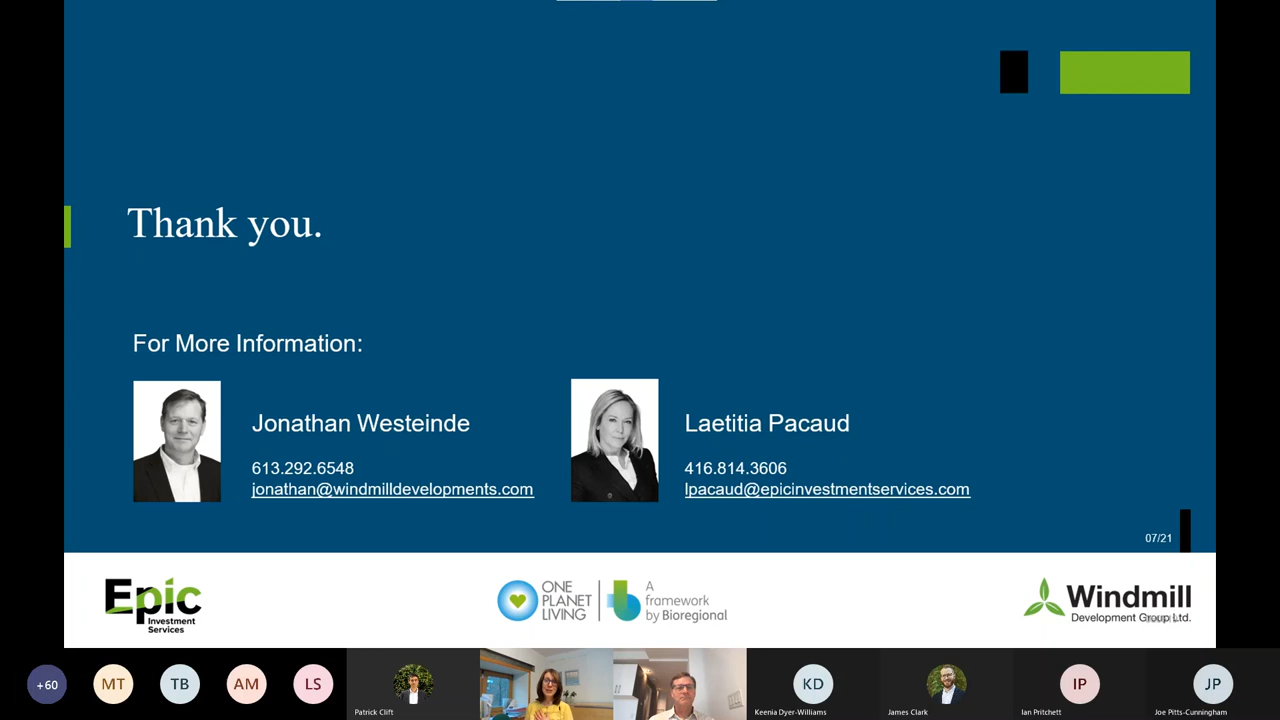 Thank you.
For More Information:
Jonathan Westeinde
613.292.6548
jonathan@windmilldevelopments.com
Laetitia Pacaud
416.814.3606
lpacaud@epicinvestmentservices.com
07/21
Epic
Investment
Services
ONE
PLANET
LIVING
A
framework
by Bioregional
Windmill
Development Group Ltd.
+60
MT
TB
AM
LS
Patrick Clift
KD
Keenia Dyer-Williams
James Clark
IP
Ian Pritchett
JP
Joe Pitts-Cunningham